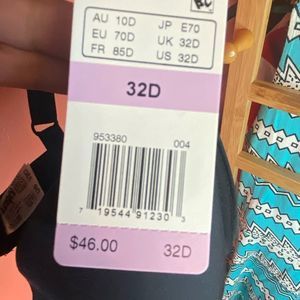 AU 10D JP E70
EU 70D UK 32D
FR 85D US 32D
32D
953380 004
7 19544 91230 3
$46.00 32D